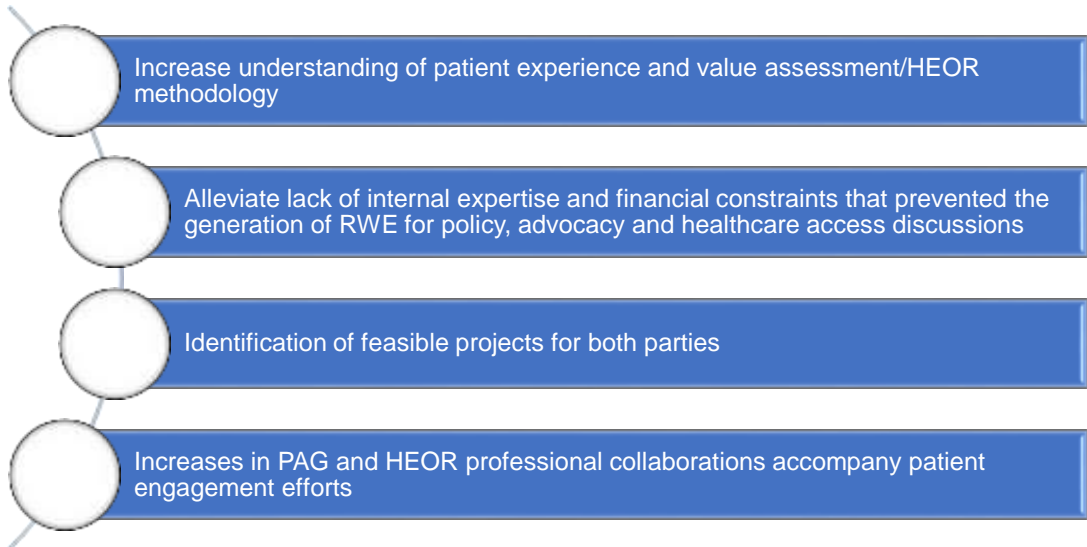 Increase understanding of patient experience and value assessment/HEOR
methodology
Alleviate lack of internal expertise and financial constraints that prevented the
generation of RWE for policy, advocacy and healthcare access discussions
Identification of feasible projects for both parties
Increases in PAG and HEOR professional collaborations accompany patient
engagement efforts